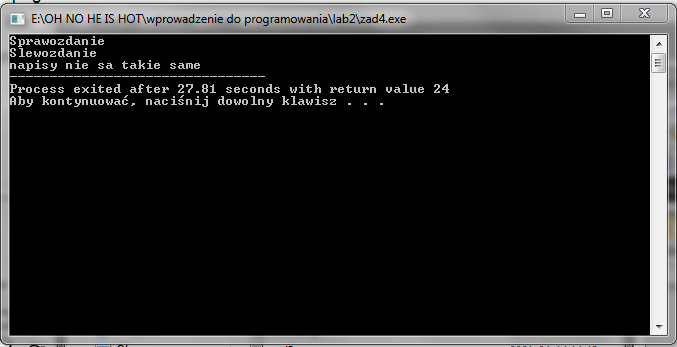 E:\OH NO HE IS HOT\wprowadzenie do programowania\lab2\zad4.exe
Sprawozdanie
Slewozdanie
napisy nie sa takie same
--------------------------------
Process exited after 27.81 seconds with return value 24
Aby kontynuować, naciśnij dowolny klawisz . . .